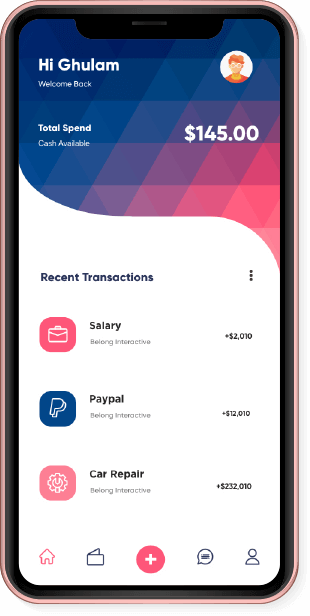 Hi Ghulam
Welcome Back
Total Spend
$145.00
Cash Available
Recent Transactions
Salary
Belong Interactive
+$2,010
Paypal
Belong Interactive
+$12,010
Car Repair
Belong Interactive
+$232,010